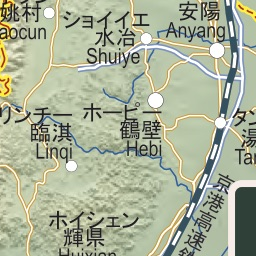 姚村
aocun
ショイイエ
水冶
Shuiye
安陽
Anyang
リンチー
臨淇
Linqi
ホーピー
鶴壁
Hebi
タン
湯
Tan
ホイシェン
輝県
Huixian
京港高速鉄